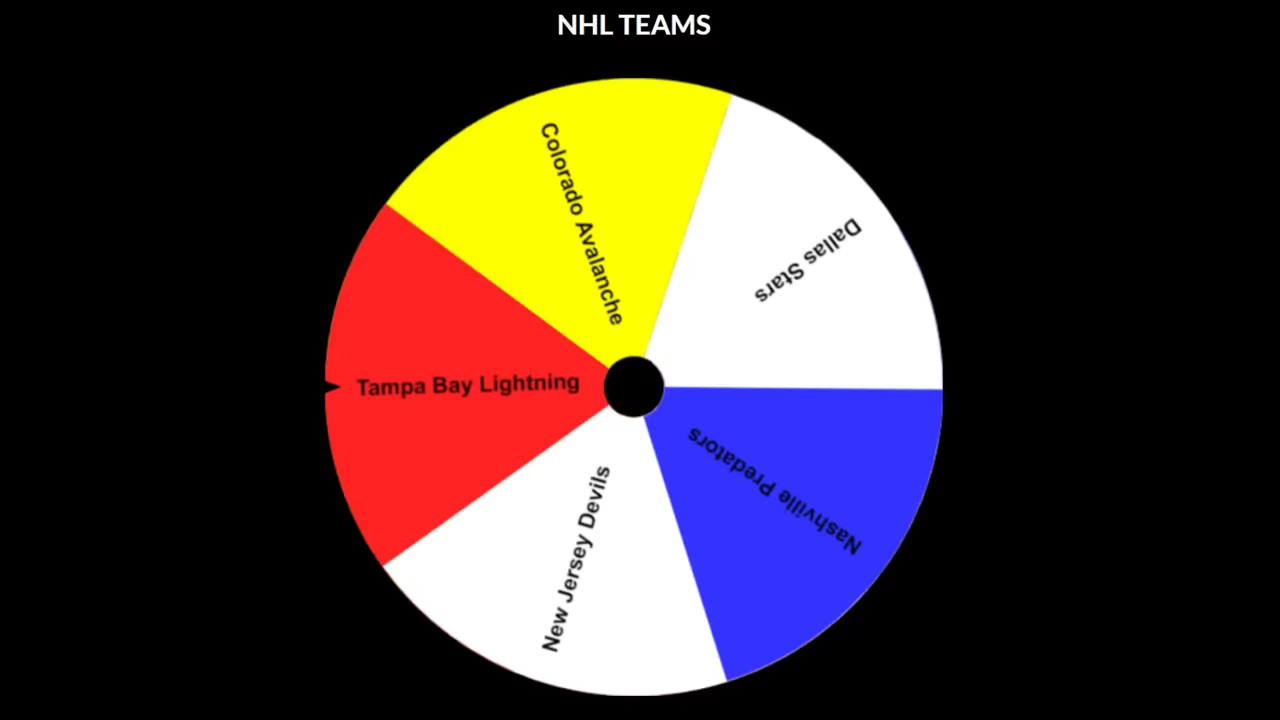 NHL TEAMS
Colorado Avalanche
Dallas Stars
Tampa Bay Lightning
Nashville Predators
New Jersey Devils